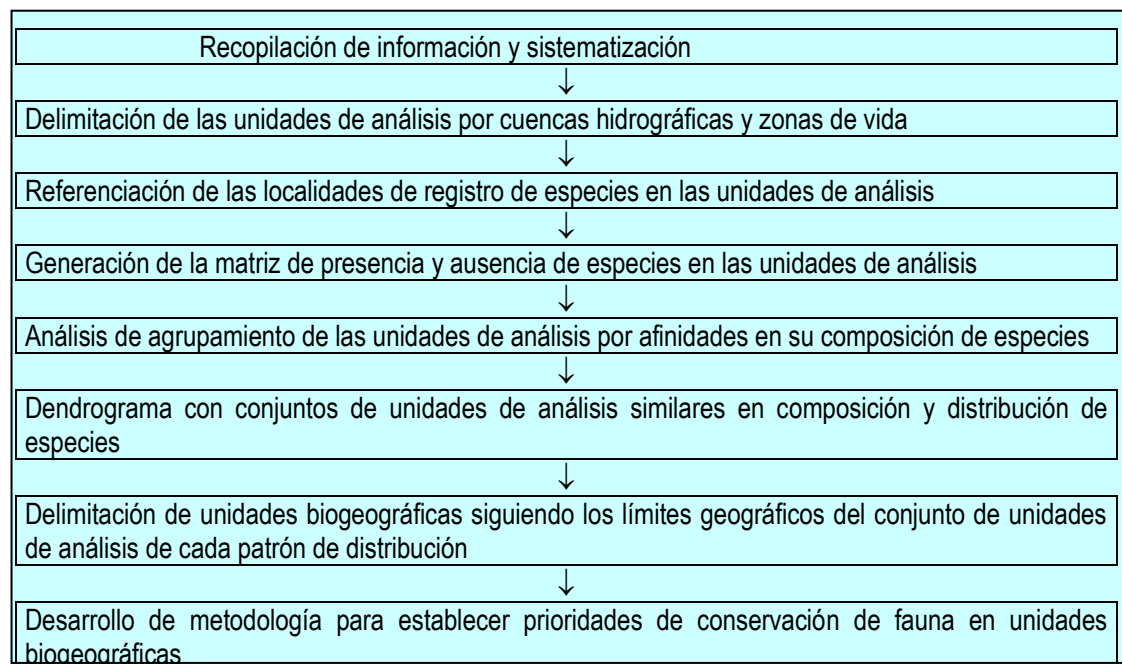 Recopilación de información y sistematización
↓
Delimitación de las unidades de análisis por cuencas hidrográficas y zonas de vida
↓
Referenciación de las localidades de registro de especies en las unidades de análisis
↓
Generación de la matriz de presencia y ausencia de especies en las unidades de análisis
↓
Análisis de agrupamiento de las unidades de análisis por afinidades en su composición de especies
↓
Dendrograma con conjuntos de unidades de análisis similares en composición y distribución de
especies
↓
Delimitación de unidades biogeográficas siguiendo los límites geográficos del conjunto de unidades
de análisis de cada patrón de distribución
↓
Desarrollo de metodología para establecer prioridades de conservación de fauna en unidades
biogeográficas